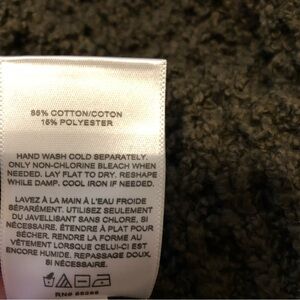 85% COTTON/COTON
15% POLYESTER
HAND WASH COLD SEPARATELY.
ONLY NON-CHLORINE BLEACH WHEN
NEEDED. LAY FLAT TO DRY. RESHAPE
WHILE DAMP. COOL IRON IF NEEDED.
LAVEZ À LA MAIN À L'EAU FROIDE
SÉPARÉMENT. UTILISEZ SEULEMENT
DU JAVELLISANT SANS CHLORE, SI
NÉCESSAIRE. ÉTENDRE À PLAT POUR
SÉCHER. RENDRE LA FORME AU
VÊTEMENT LORSQUE CELUI-CI EST
ENCORE HUMIDE. REPASSAGE DOUX,
SI NÉCESSAIRE.
RN#